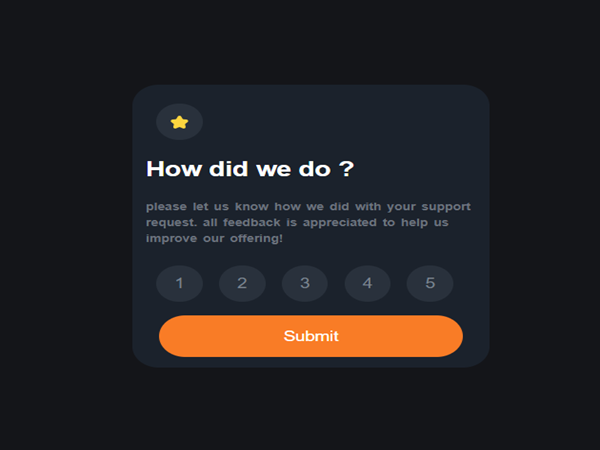 How did we do ?
please let us know how we did with your support
request. all feedback is appreciated to help us
improve our offering!
1 2 3 4 5
Submit